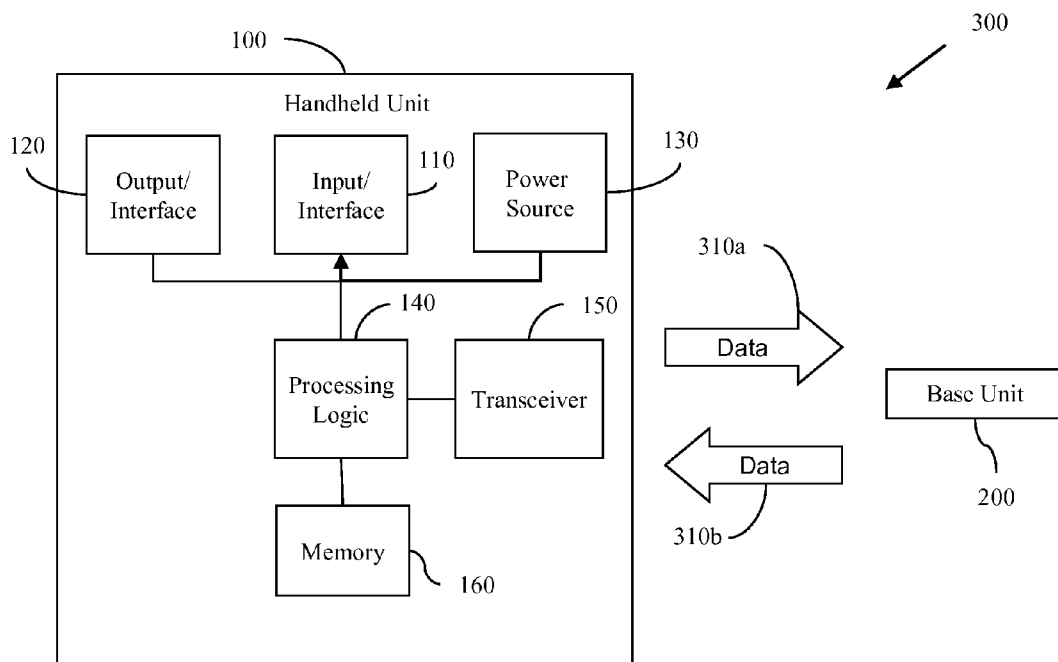 300
100
Handheld Unit
120
110
130
Output/
Interface
Input/
Interface
Power
Source
310a
140
150
Data
Processing
Logic
Transceiver
Base Unit
Data
200
310b
Memory
160